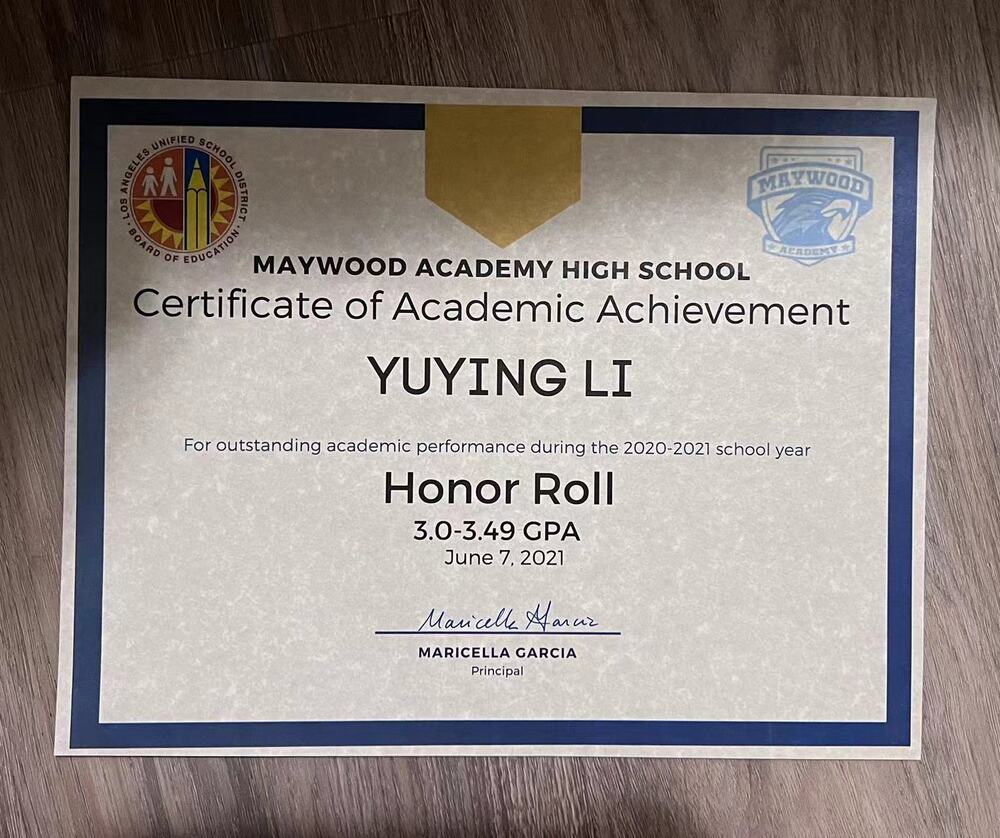 LOS ANGELES UNIFIED SCHOOL DISTRICT
BOARD OF EDUCATION
MAYWOOD
ACADEMY
MAYWOOD ACADEMY HIGH SCHOOL
Certificate of Academic Achievement
YUYING LI
For outstanding academic performance during the 2020-2021 school year
Honor Roll
3.0-3.49 GPA
June 7, 2021
Maricella Garcia
MARICELLA GARCIA
Principal